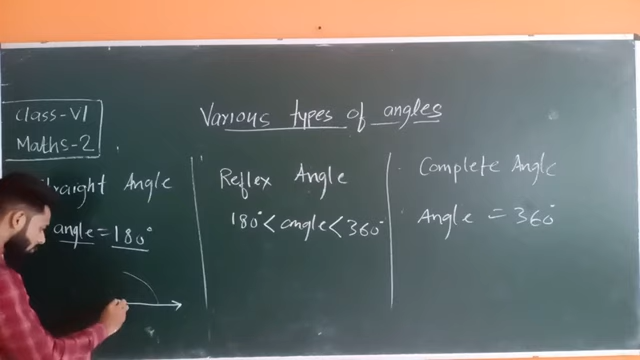 Class-VI
Maths-2
Various types of angles
Straight Angle
angle=180°
Reflex Angle
180°<angle<360°
Complete Angle
Angle = 360°